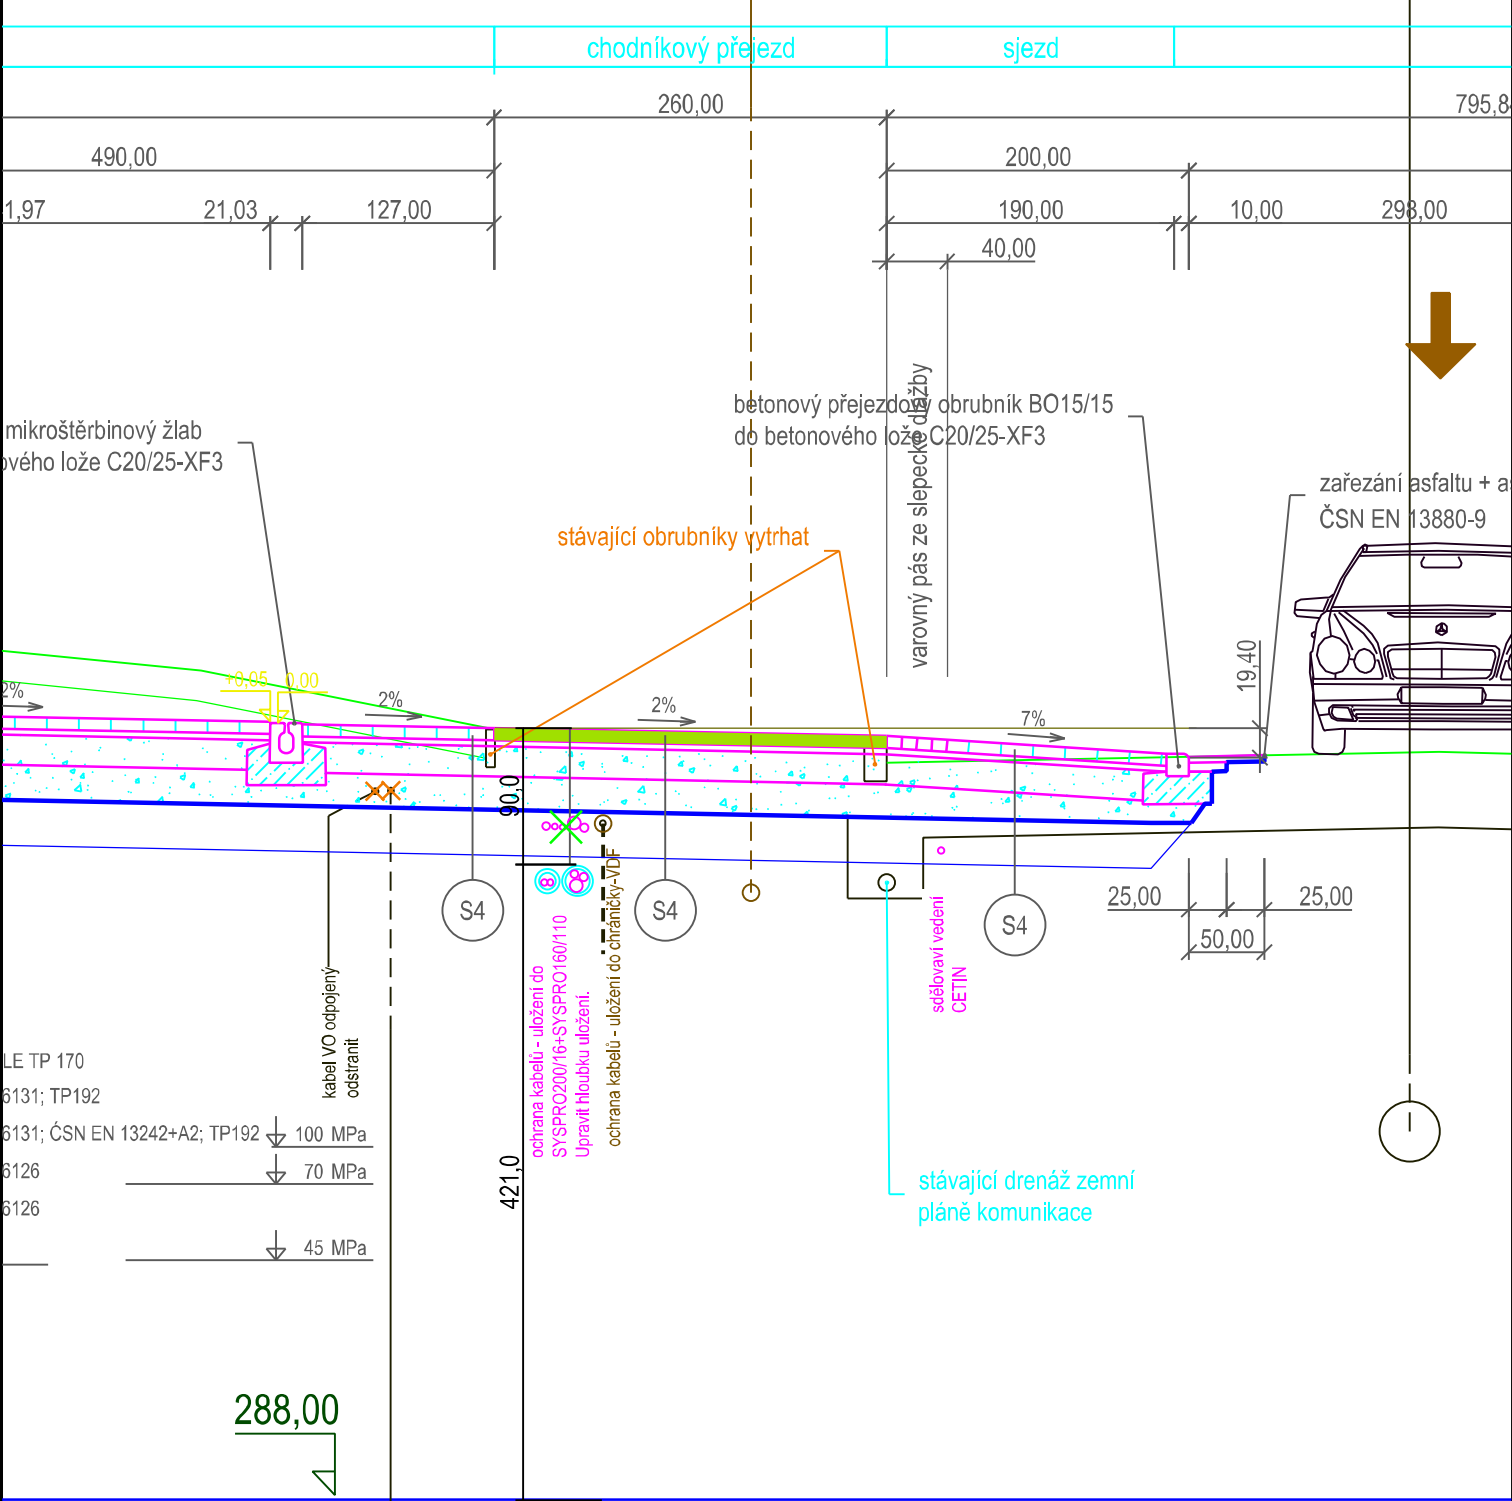 chodníkový přejezd
sjezd
260,00
795,8
490,00
200,00
1,97
21,03
127,00
190,00
10,00
298,00
40,00
mikroštěrbinový žlab
ového lože C20/25-XF3
betonový přejezdový obrubník BO15/15
do betonového lože C20/25-XF3
varovný pás ze slepecké dlažby
zařezání asfaltu + as
ČSN EN 13880-9
stávající obrubníky vytrhat
19,40
+0,05
0,00
2%
2%
2%
7%
90,0
S4
S4
S4
25,00
25,00
50,00
kabel VO odpojený
odstranit
ochrana kabelů - uložení do
SYSPRO200/16+SYSPRO160/110
Upravit hloubku uložení.
ochrana kabelů - uložení do chráničky-VDF
sdělovaví vedení
CETIN
LE TP 170
6131; TP192
6131; ČSN EN 13242+A2; TP192
100 MPa
6126
70 MPa
6126
45 MPa
421,0
stávající drenáž zemní
pláně komunikace
288,00